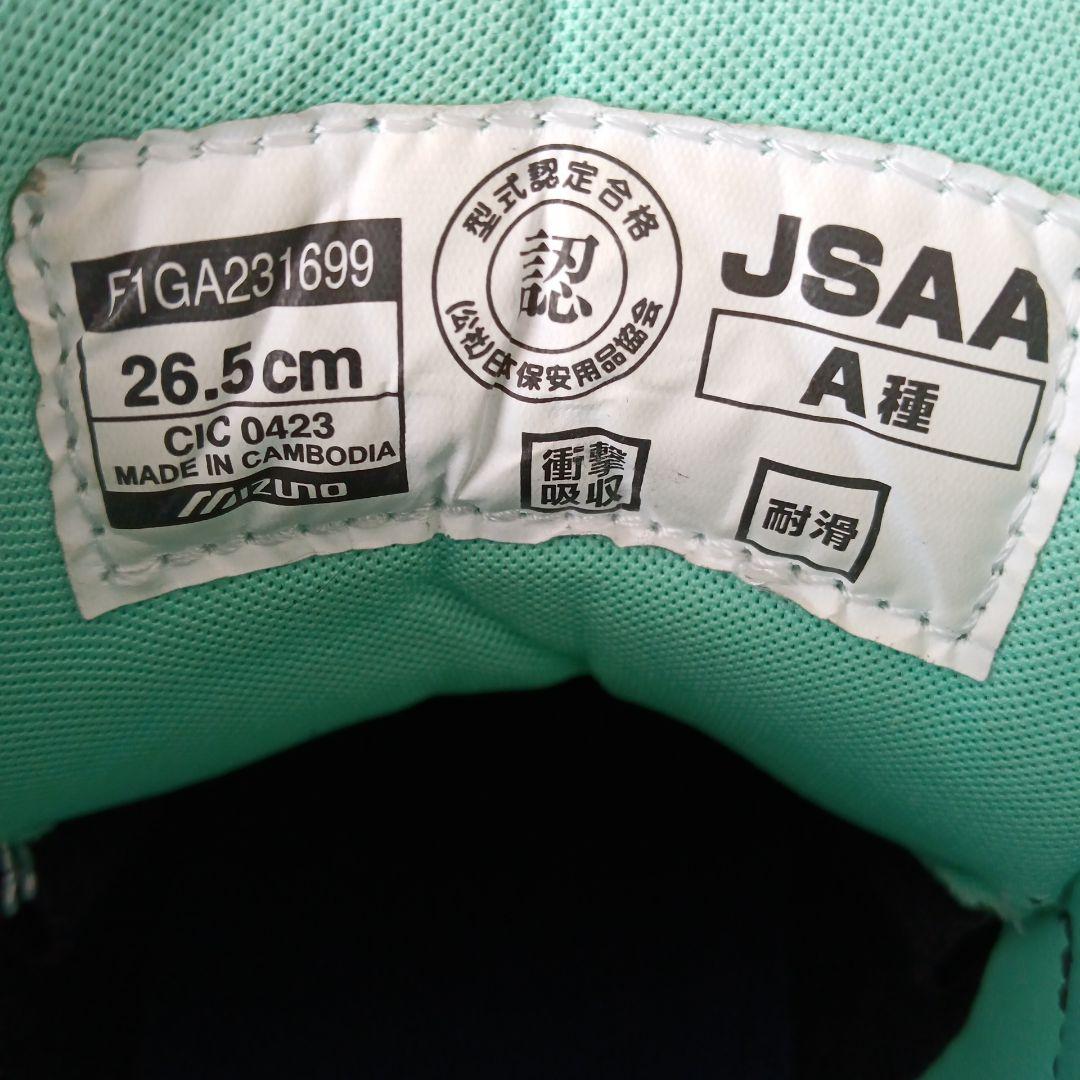 F1GA231699
26.5cm
CIC 0423
MADE IN CAMBODIA
MIZUNO
型式認定合格
認
(公社)日本保安用品協会
JSAA
A種
衝撃
吸収
耐滑